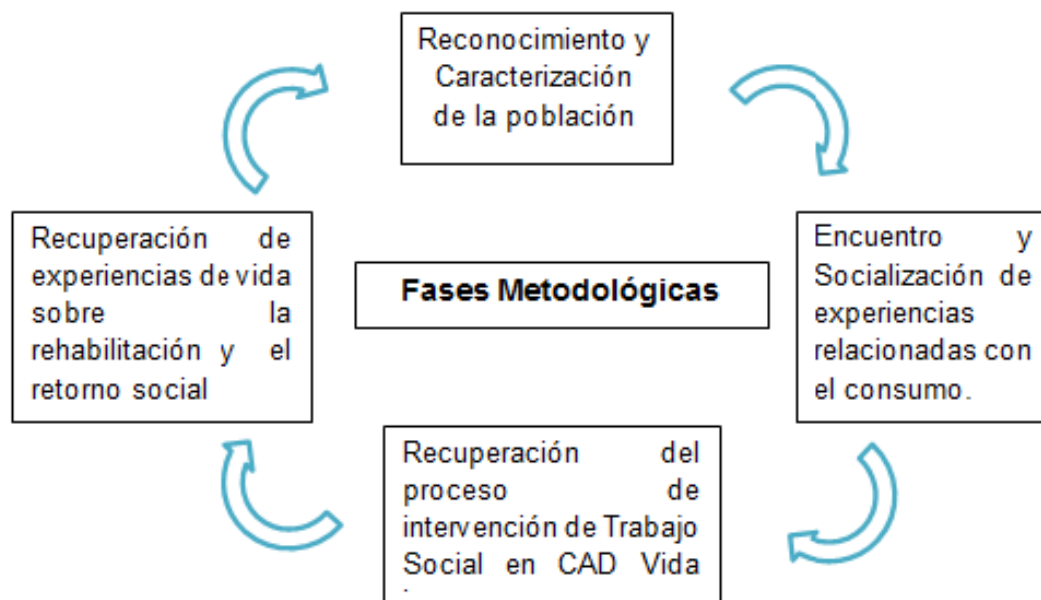 Reconocimiento y
Caracterización
de la población
Encuentro y
Socialización de
experiencias
relacionadas con
el consumo.
Fases Metodológicas
Recuperación de
experiencias de vida
sobre la
rehabilitación y el
retorno social
Recuperación del
proceso de
intervención de Trabajo
Social en CAD Vida